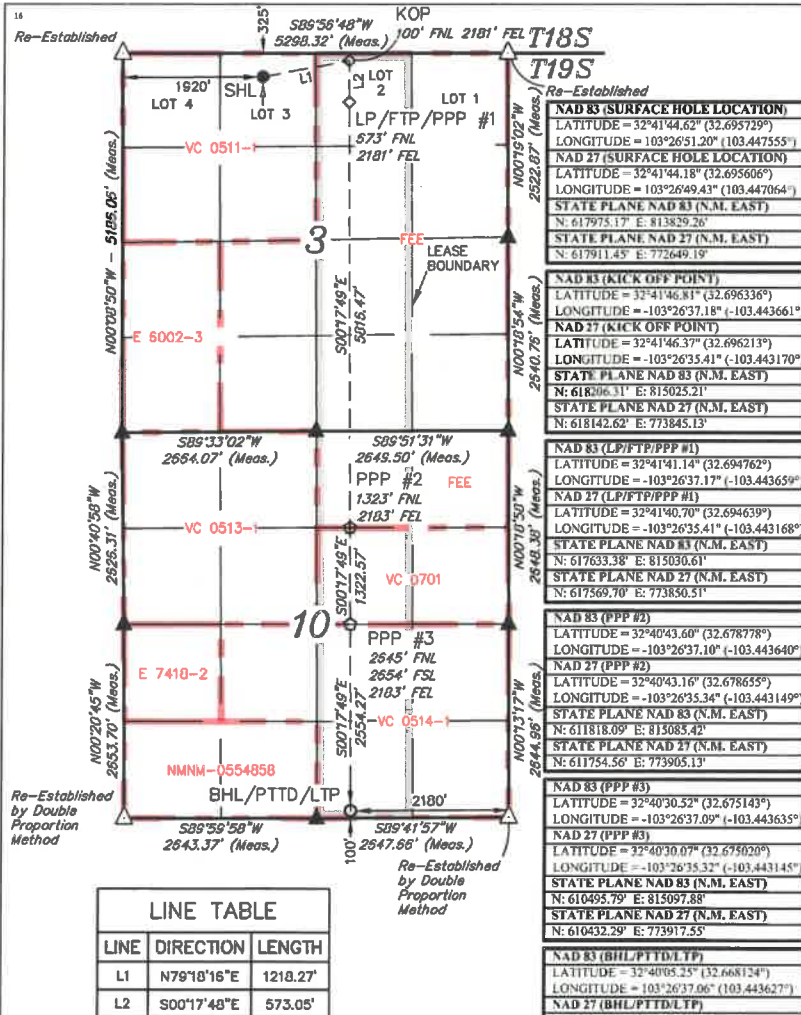 16
Re-Established
325'
S89°56'48"W
5298.32' (Meas.)
KOP
100' FNL 2181' FEL
T18S
T19S
Re-Established
1920'
LOT 4
SHL
LOT 3
L1
L2
LOT 2
LOT 1
LP/FTP/PPP #1
673' FNL
2181' FEL
VC 0511-1
N00°08'50"W - 5185.05' (Meas.)
N00°19'02"W
2522.87' (Meas.)
3
FEE
LEASE
BOUNDARY
S00°17'49"E
5816.47'
E 6002-3
N00°18'54"W
2540.76' (Meas.)
S89°33'02"W
2664.07' (Meas.)
S89°51'31"W
2649.50' (Meas.)
PPP #2
1323' FNL
2183' FEL
FEE
N00°40'58"W
2626.31' (Meas.)
VC 0513-1
S00°17'49"E
1322.57'
VC 0701
N00°18'58"W
2648.38' (Meas.)
10
PPP #3
2645' FNL
2654' FSL
2183' FEL
E 7418-2
N00°20'45"W
2653.70' (Meas.)
S00°17'49"E
2554.27'
VC 0514-1
N00°13'17"W
2644.96' (Meas.)
NMNM-0554858
BHL/PTTD/LTP
2180'
Re-Established
by Double
Proportion
Method
S89°59'58"W
2643.37' (Meas.)
100'
S89°41'57"W
2647.66' (Meas.)
Re-Established
by Double
Proportion
Method
LINE TABLE
LINE DIRECTION LENGTH
L1 N79°18'16"E 1218.27'
L2 S00°17'48"E 573.05'
NAD 83 (SURFACE HOLE LOCATION)
LATITUDE = 32°41'44.62" (32.695729°)
LONGITUDE = 103°26'51.20" (103.447555°)
NAD 27 (SURFACE HOLE LOCATION)
LATITUDE = 32°41'44.18" (32.695606°)
LONGITUDE = 103°26'49.43" (103.447064°)
STATE PLANE NAD 83 (N.M. EAST)
N: 617975.17' E: 813829.26'
STATE PLANE NAD 27 (N.M. EAST)
N: 617911.45' E: 772649.19'
NAD 83 (KICK OFF POINT)
LATITUDE = 32°41'46.81" (32.696336°)
LONGITUDE = 103°26'37.18" (-103.443661°)
NAD 27 (KICK OFF POINT)
LATITUDE = 32°41'46.37" (32.696213°)
LONGITUDE = -103°26'35.41" (-103.443170°)
STATE PLANE NAD 83 (N.M. EAST)
N: 618206.31' E: 815025.21'
STATE PLANE NAD 27 (N.M. EAST)
N: 618142.62' E: 773845.13'
NAD 83 (LP/FTP/PPP #1)
LATITUDE = 32°41'41.14" (32.694762°)
LONGITUDE = -103°26'37.17" (-103.443659°)
NAD 27 (LP/FTP/PPP #1)
LATITUDE = 32°41'40.70" (32.694639°)
LONGITUDE = -103°26'35.41" (-103.443168°)
STATE PLANE NAD 83 (N.M. EAST)
N: 617633.38' E: 815030.61'
STATE PLANE NAD 27 (N.M. EAST)
N: 617569.70' E: 773850.51'
NAD 83 (PPP #2)
LATITUDE = 32°40'43.60" (32.678778°)
LONGITUDE = -103°26'37.10" (-103.443640°)
NAD 27 (PPP #2)
LATITUDE = 32°40'43.16" (32.678655°)
LONGITUDE = -103°26'35.34" (-103.443149°)
STATE PLANE NAD 83 (N.M. EAST)
N: 611818.09' E: 815085.42'
STATE PLANE NAD 27 (N.M. EAST)
N: 611754.56' E: 773905.13'
NAD 83 (PPP #3)
LATITUDE = 32°40'30.52" (32.675143°)
LONGITUDE = -103°26'37.09" (-103.443635°)
NAD 27 (PPP #3)
LATITUDE = 32°40'30.07" (32.675020°)
LONGITUDE = -103°26'35.32" (-103.443145°)
STATE PLANE NAD 83 (N.M. EAST)
N: 610495.79' E: 815097.88'
STATE PLANE NAD 27 (N.M. EAST)
N: 610432.29' E: 773917.55'
NAD 83 (BHL/PTTD/LTP)
LATITUDE = 32°40'05.25" (32.668124°)
LONGITUDE = 103°26'37.06" (103.443627°)
NAD 27 (BHL/PTTD/LTP)